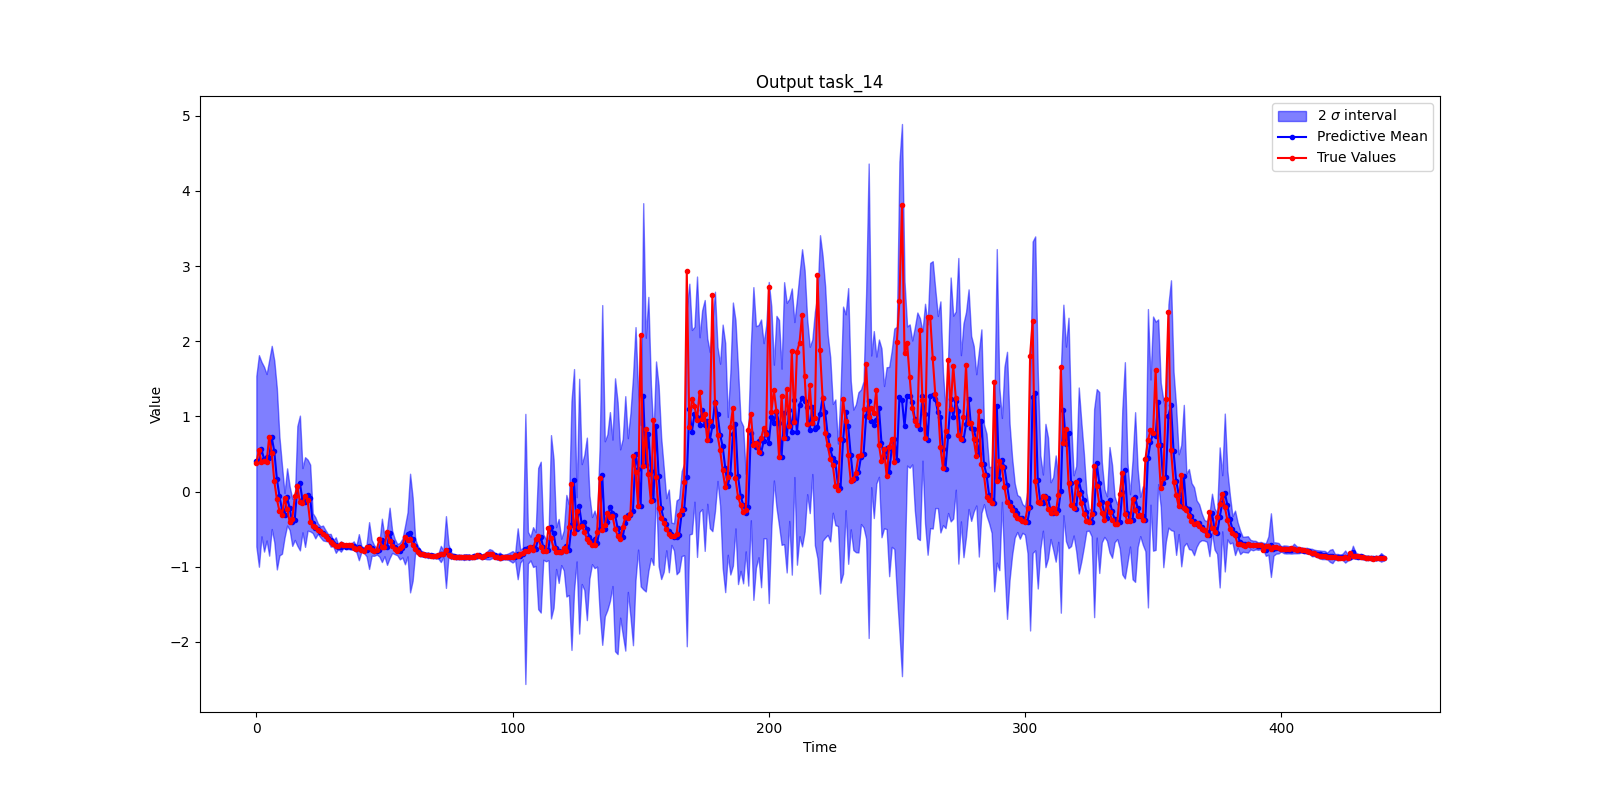 Output task_14
2 σ interval
Predictive Mean
True Values
Value
5
4
3
2
1
0
−1
−2
0 100 200 300 400
Time